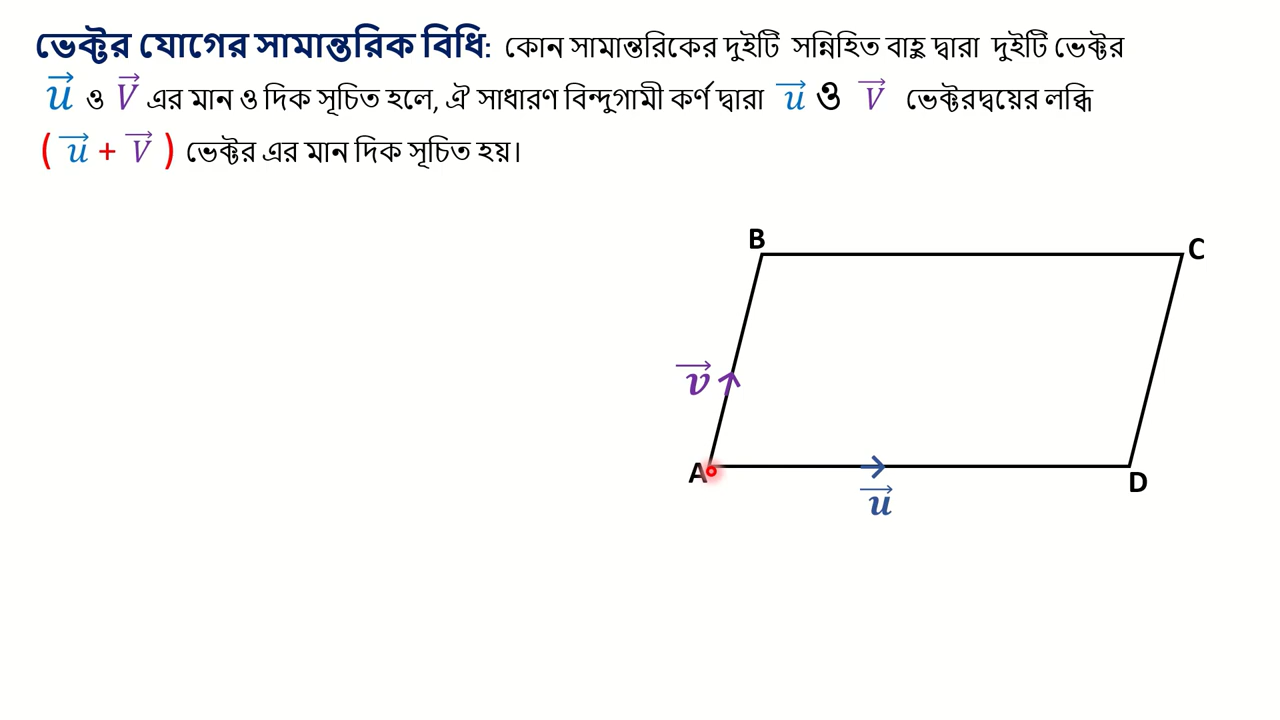 ভেক্টর যোগের সামান্তরিক বিধি: কোন সামান্তরিকের দুইটি সন্নিহিত বাহু দ্বারা দুইটি ভেক্টর
u⃗ ও V⃗ এর মান ও দিক সূচিত হলে, ঐ সাধারণ বিন্দুগামী কর্ণ দ্বারা u⃗ ও V⃗ ভেক্টরদ্বয়ের লব্ধি
( u⃗ + V⃗ ) ভেক্টর এর মান দিক সূচিত হয়।
B
C
v⃗
A
D
u⃗